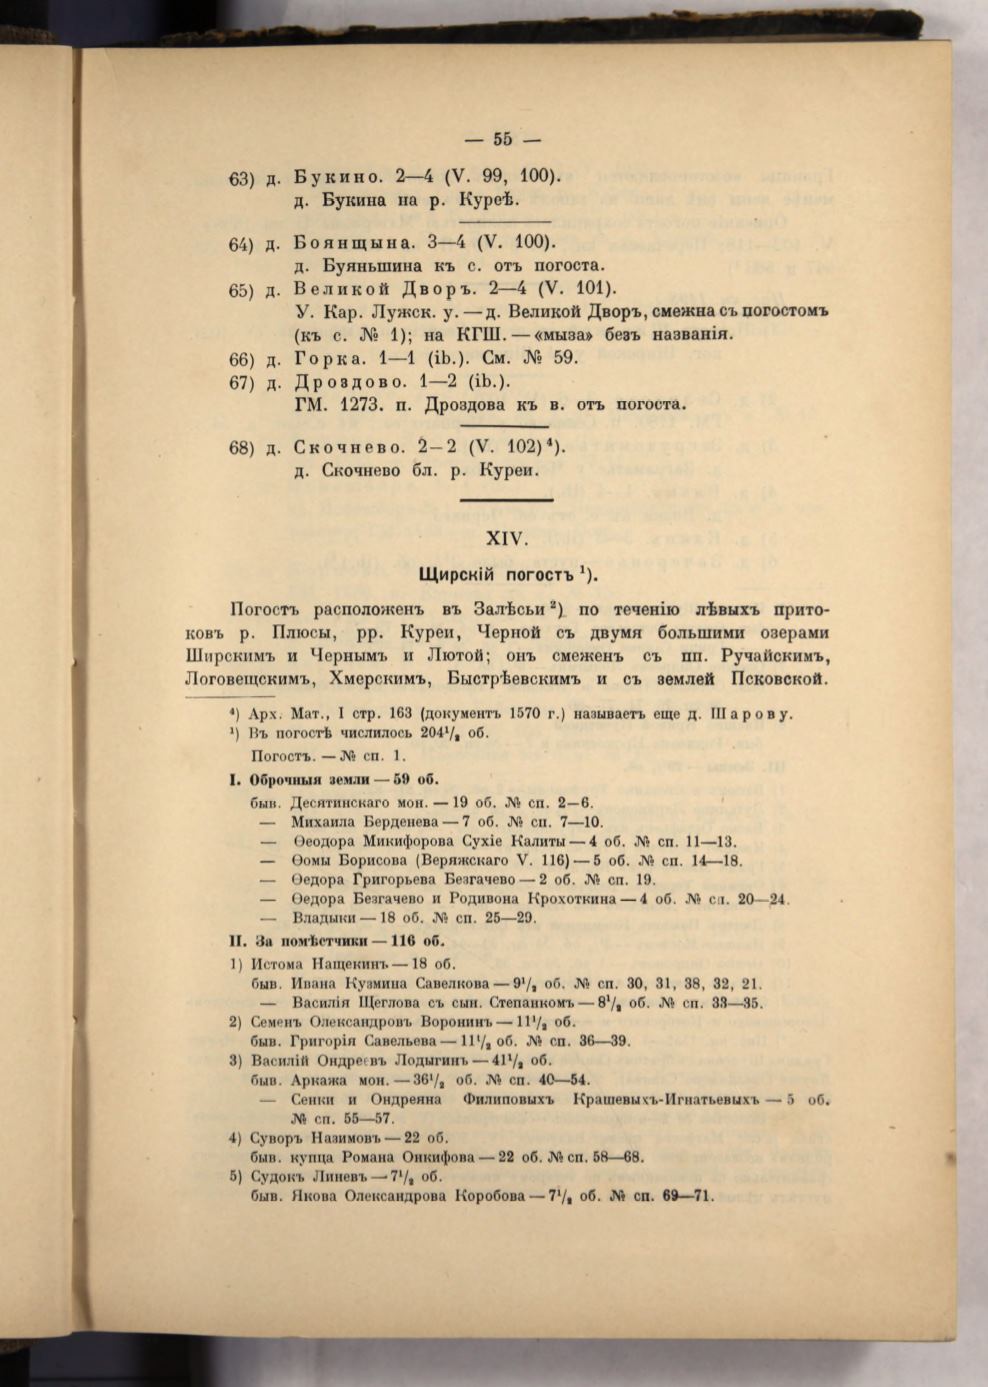 — 55 —
63) д. Букино. 2—4 (V. 99, 100).
д. Букина на р. Куреѣ.
64) д. Боянщына. 3—4 (V. 100).
д. Буяньшина къ с. отъ погоста.
65) д. Великой Дворъ. 2—4 (V. 101).
У. Кар. Лужск. у. — д. Великой Дворъ, смежна съ погостомъ
(къ с. № 1); на КГШ. — «мыза» безъ названія.
66) д. Горка. 1—1 (ib.). См. № 59.
67) д. Дроздово. 1—2 (ib.).
ГМ. 1273. п. Дроздова къ в. отъ погоста.
68) д. Скочнево. 2—2 (V. 102)⁴).
д. Скочнево бл. р. Куреи.
XIV.
Щирскій погостъ ¹).
Погостъ расположенъ въ Залѣсьи ²) по теченію лѣвыхъ прито-
ковъ р. Плюсы, рр. Куреи, Черной съ двумя большими озерами
Ширскимъ и Чернымъ и Лютой; онъ смеженъ съ пп. Ручайскимъ,
Логовещскимъ, Хмерскимъ, Быстрѣевскимъ и съ землей Псковской.
⁴) Арх. Мат., I стр. 163 (документъ 1570 г.) называетъ еще д. Шарову.
¹) Въ погостѣ числилось 204¹/₂ об.
Погостъ. — № сп. 1.
I. Оброчныя земли — 59 об.
быв. Десятинскаго мон. — 19 об. № сп. 2—6.
— Михаила Берденева — 7 об. № сп. 7—10.
— Ѳеодора Микифорова Сухіе Калиты — 4 об. № сп. 11—13.
— Ѳомы Борисова (Веряжскаго V. 116) — 5 об. № сп. 14—18.
— Ѳедора Григорьева Безгачево — 2 об. № сп. 19.
— Ѳедора Безгачево и Родивона Крохоткина — 4 об. № сп. 20—24.
— Владыки — 18 об. № сп. 25—29.
II. За помѣстчики — 116 об.
1) Истома Нащекинъ — 18 об.
быв. Ивана Кузмина Савелкова — 9¹/₂ об. № сп. 30, 31, 38, 32, 21.
— Василія Щеглова съ сын. Степанкомъ — 8¹/₂ об. № сп. 33—35.
2) Семенъ Олександровъ Воронинъ — 11¹/₂ об.
быв. Григорія Савельева — 11¹/₂ об. № сп. 36—39.
3) Василій Ондреевъ Лодыгинъ — 41¹/₂ об.
быв. Аркажа мон. — 36¹/₂ об. № сп. 40—54.
— Сенки и Ондреяна Филиповыхъ Крашевыхъ-Игнатьевыхъ — 5 об.
№ сп. 55—57.
4) Суворъ Назимовъ — 22 об.
быв. купца Романа Онкифова — 22 об. № сп. 58—68.
5) Судокъ Линевъ — 7¹/₂ об.
быв. Якова Олександрова Коробова — 7¹/₂ об. № сп. 69—71.